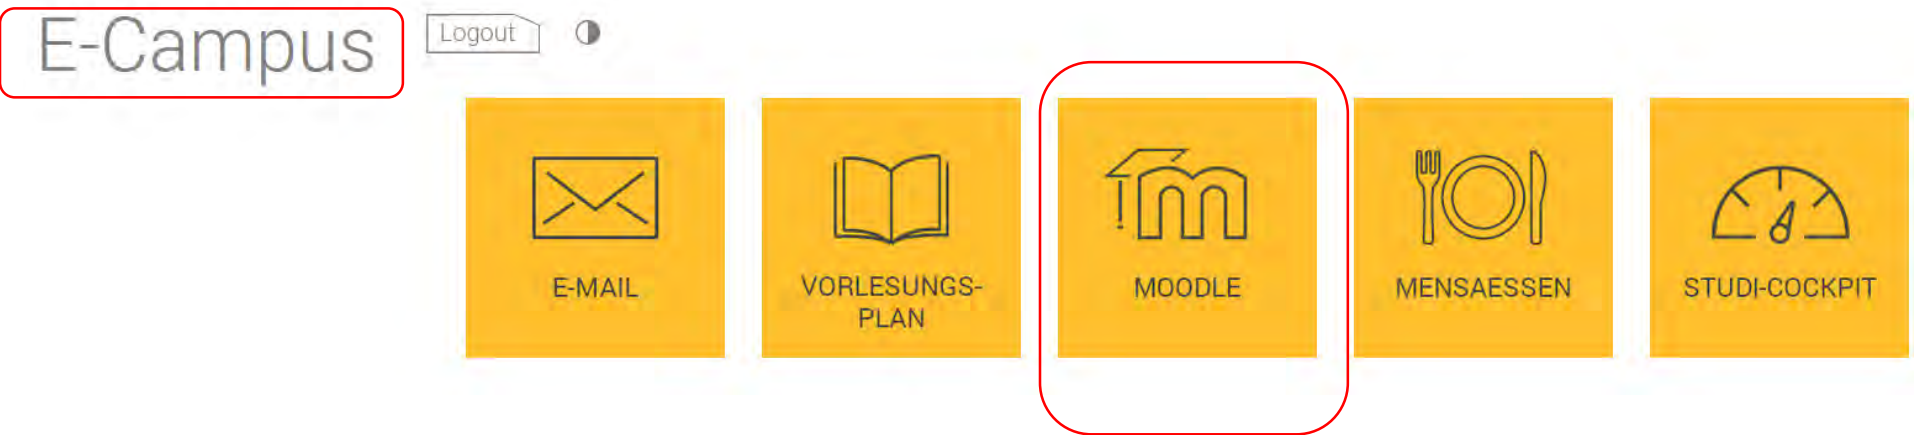 E-Campus
Logout
E-MAIL
VORLESUNGS-
PLAN
MOODLE
MENSAESSEN
STUDI-COCKPIT